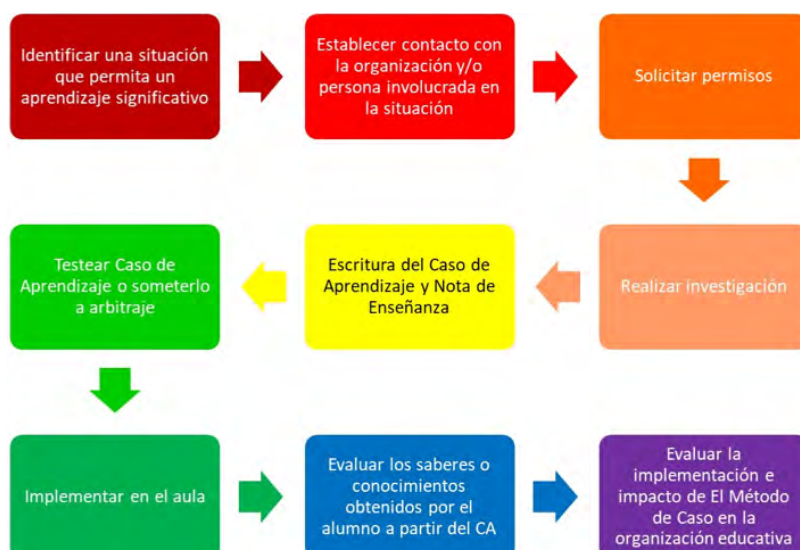 Identificar una situación
que permita un
aprendizaje significativo
Establecer contacto con
la organización y/o
persona involucrada en
la situación
Solicitar permisos
Realizar investigación
Escritura del Caso de
Aprendizaje y Nota de
Enseñanza
Testear Caso de
Aprendizaje o someterlo
a arbitraje
Implementar en el aula
Evaluar los saberes o
conocimientos
obtenidos por el
alumno a partir del CA
Evaluar la
implementación e
impacto de El Método
de Caso en la
organización educativa